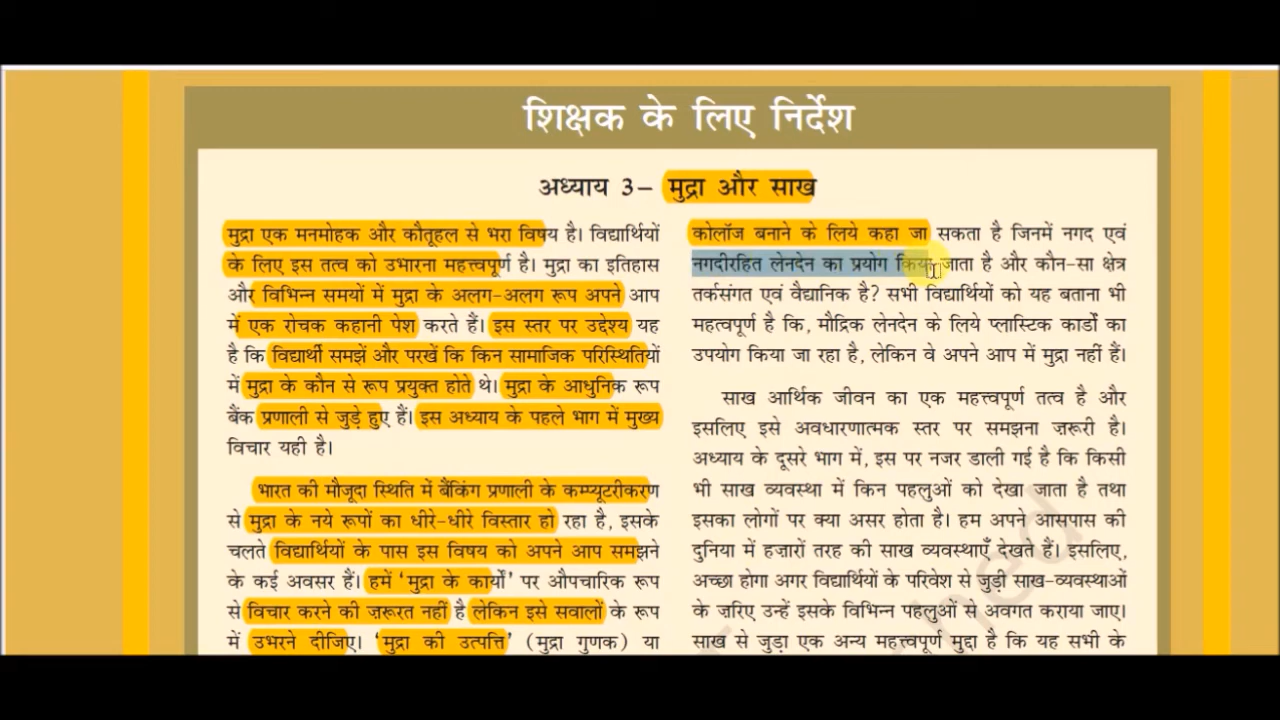 शिक्षक के लिए निर्देश
अध्याय 3– मुद्रा और साख
मुद्रा एक मनमोहक और कौतूहल से भरा विषय है। विद्यार्थियों
के लिए इस तत्व को उभारना महत्त्वपूर्ण है। मुद्रा का इतिहास
और विभिन्न समयों में मुद्रा के अलग-अलग रूप अपने आप
में एक रोचक कहानी पेश करते हैं। इस स्तर पर उद्देश्य यह
है कि विद्यार्थी समझें और परखें कि किन सामाजिक परिस्थितियों
में मुद्रा के कौन से रूप प्रयुक्त होते थे। मुद्रा के आधुनिक रूप
बैंक प्रणाली से जुड़े हुए हैं। इस अध्याय के पहले भाग में मुख्य
विचार यही है।
भारत की मौजूदा स्थिति में बैंकिंग प्रणाली के कम्प्यूटरीकरण
से मुद्रा के नये रूपों का धीरे-धीरे विस्तार हो रहा है, इसके
चलते विद्यार्थियों के पास इस विषय को अपने आप समझने
के कई अवसर हैं। हमें ‘मुद्रा के कार्यों’ पर औपचारिक रूप
से विचार करने की ज़रूरत नहीं है लेकिन इसे सवालों के रूप
में उभरने दीजिए। ‘मुद्रा की उत्पत्ति’ (मुद्रा गुणक) या
कोलॉज बनाने के लिये कहा जा सकता है जिनमें नगद एवं
नगदीरहित लेनदेन का प्रयोग किया जाता है और कौन-सा क्षेत्र
तर्कसंगत एवं वैद्यानिक है? सभी विद्यार्थियों को यह बताना भी
महत्वपूर्ण है कि, मौद्रिक लेनदेन के लिये प्लास्टिक कार्डों का
उपयोग किया जा रहा है, लेकिन वे अपने आप में मुद्रा नहीं हैं।
साख आर्थिक जीवन का एक महत्त्वपूर्ण तत्व है और
इसलिए इसे अवधारणात्मक स्तर पर समझना ज़रूरी है।
अध्याय के दूसरे भाग में, इस पर नजर डाली गई है कि किसी
भी साख व्यवस्था में किन पहलुओं को देखा जाता है तथा
इसका लोगों पर क्या असर होता है। हम अपने आसपास की
दुनिया में हजारों तरह की साख व्यवस्थाएँ देखते हैं। इसलिए,
अच्छा होगा अगर विद्यार्थियों के परिवेश से जुड़ी साख-व्यवस्थाओं
के जरिए उन्हें इसके विभिन्न पहलुओं से अवगत कराया जाए।
साख से जुड़ा एक अन्य महत्त्वपूर्ण मुद्दा है कि यह सभी के